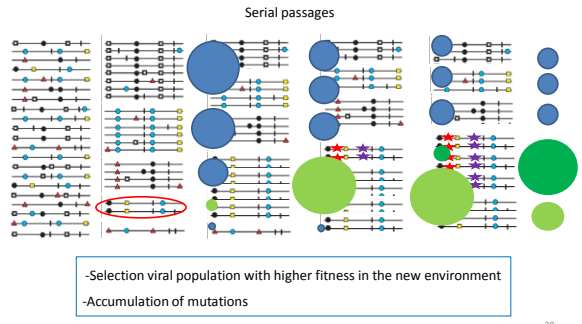 Serial passages
-Selection viral population with higher fitness in the new environment
-Accumulation of mutations